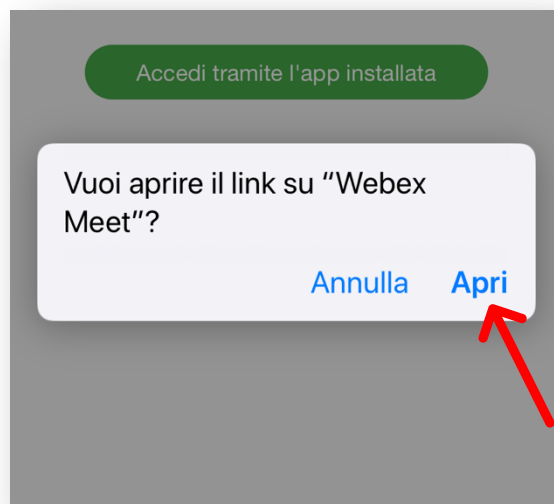 Accedi tramite l'app installata
Vuoi aprire il link su “Webex
Meet”?
Annulla Apri